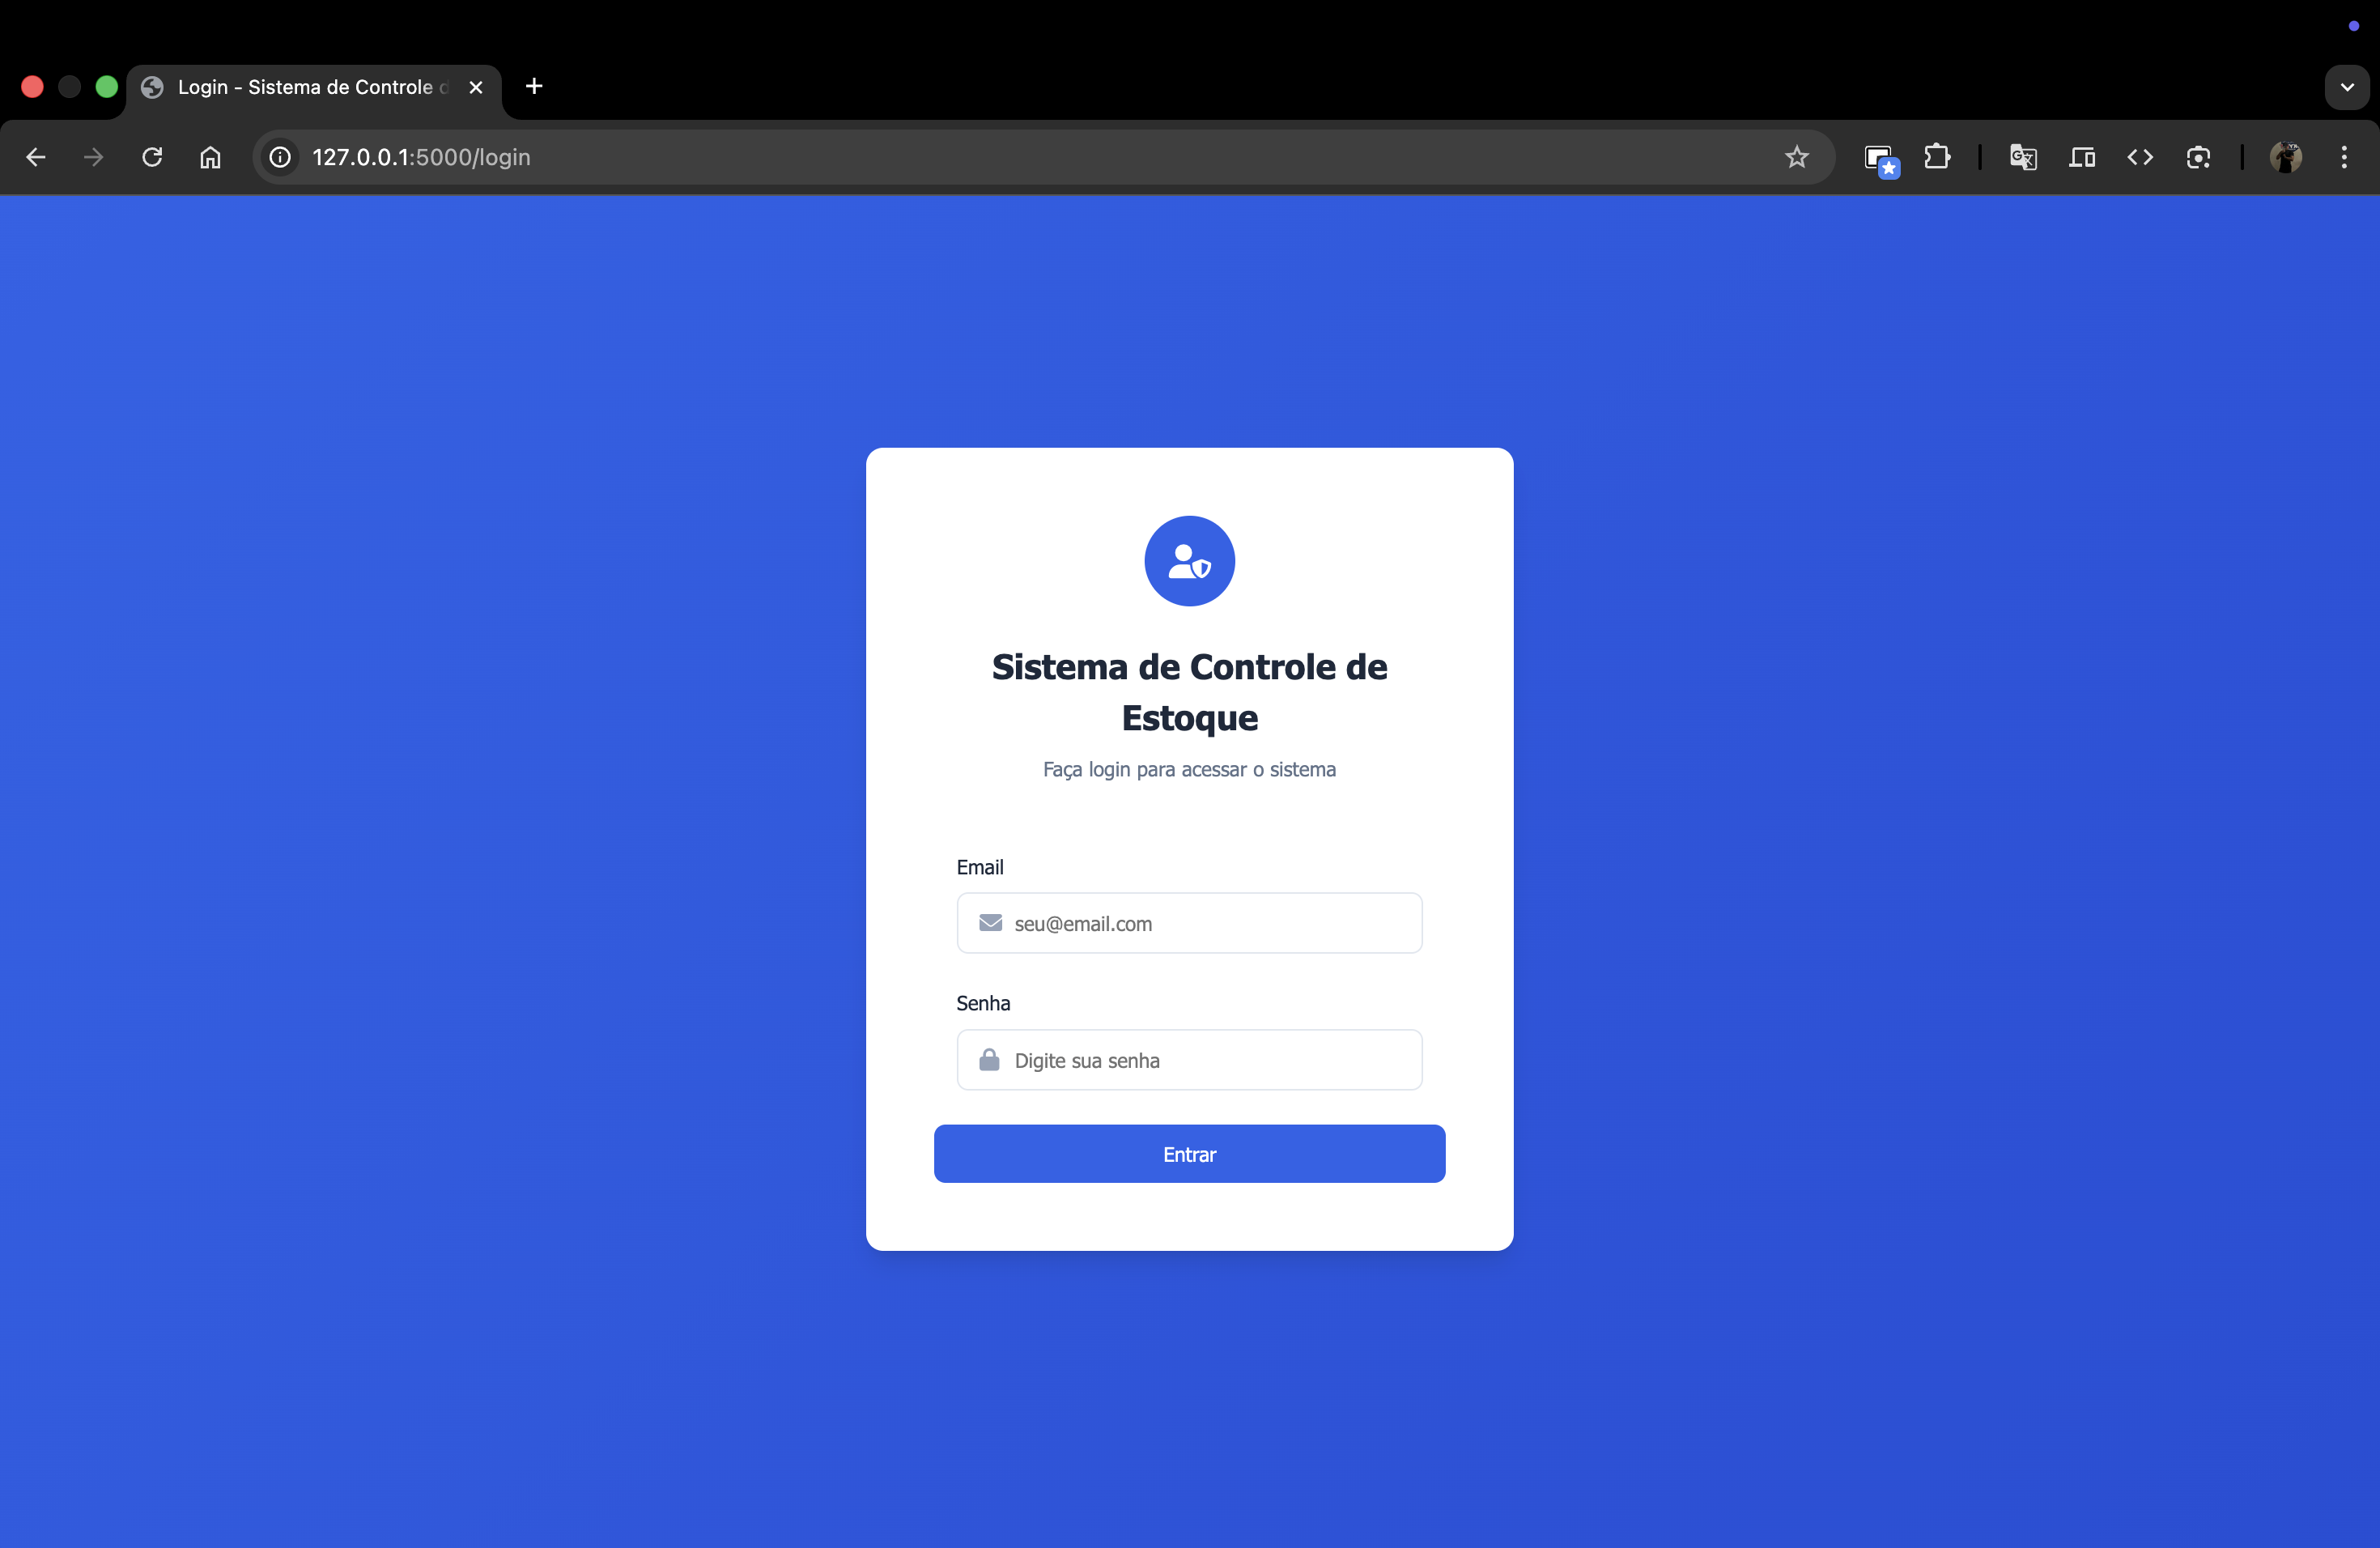 Login - Sistema de Controle
127.0.0.1:5000/login
Sistema de Controle de
Estoque
Faça login para acessar o sistema
Email
seu@email.com
Senha
Digite sua senha
Entrar